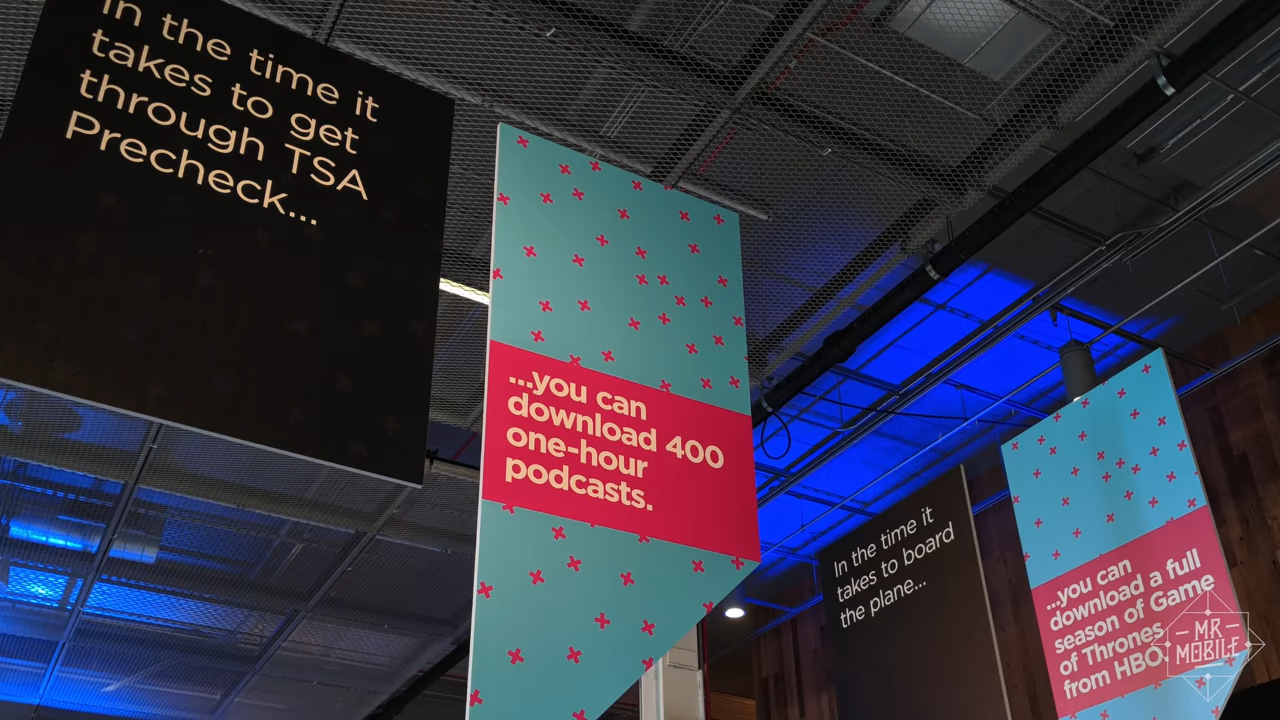 In the time it
takes to get
through TSA
Precheck...
...you can
download 400
one-hour
podcasts.
In the time it
takes to board
the plane...
...you can
download a full
season of Game
of Thrones
from HBO.
MR
MOBILE